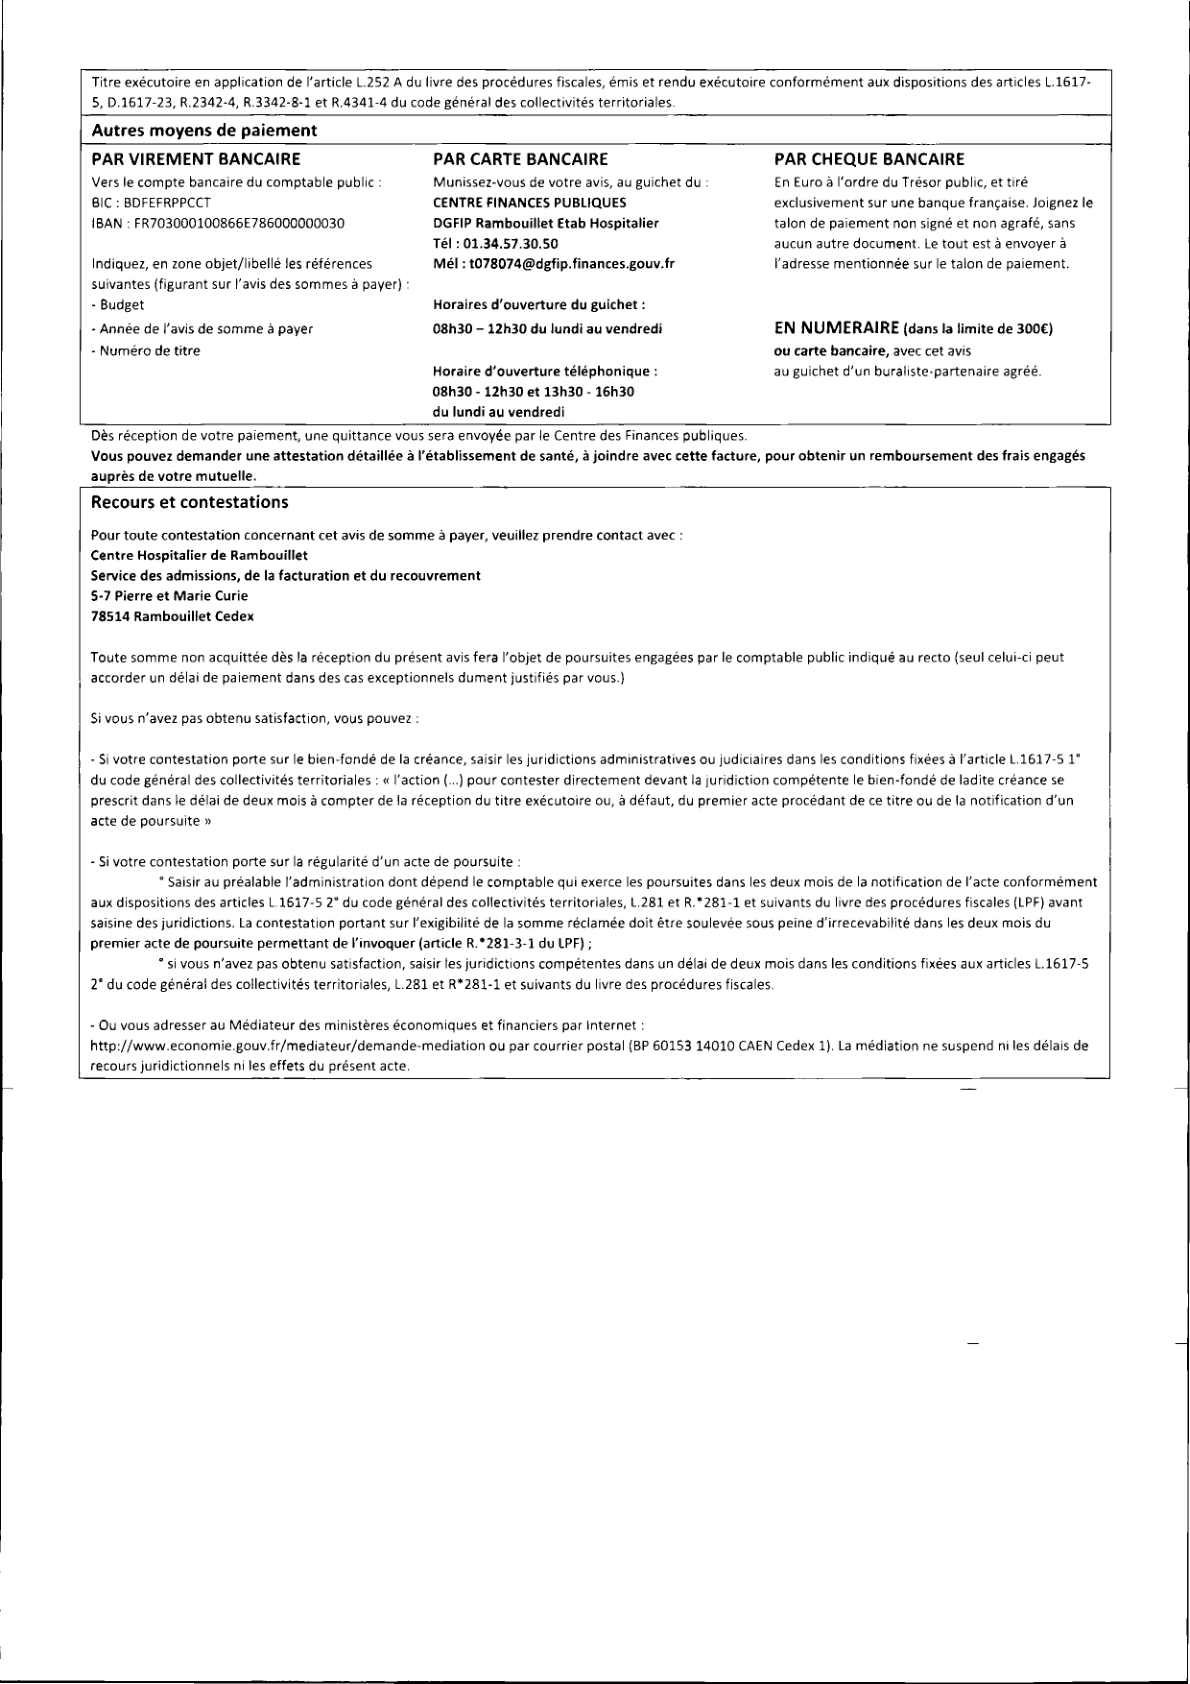 Titre exécutoire en application de l'article L.252 A du livre des procédures fiscales, émis et rendu exécutoire conformément aux dispositions des articles L.1617-
5, D.1617-23, R.2342-4, R.3342-8-1 et R.4341-4 du code général des collectivités territoriales.
Autres moyens de paiement
PAR VIREMENT BANCAIRE
Vers le compte bancaire du comptable public :
BIC : BDFEFRPPCCT
IBAN : FR703000100866E786000000030
Indiquez, en zone objet/libellé les références
suivantes (figurant sur l'avis des sommes à payer) :
- Budget
- Année de l'avis de somme à payer
- Numéro de titre
PAR CARTE BANCAIRE
Munissez-vous de votre avis, au guichet du :
CENTRE FINANCES PUBLIQUES
DGFIP Rambouillet Etab Hospitalier
Tél : 01.34.57.30.50
Mél : t078074@dgfip.finances.gouv.fr
Horaires d'ouverture du guichet :
08h30 – 12h30 du lundi au vendredi
Horaire d'ouverture téléphonique :
08h30 - 12h30 et 13h30 - 16h30
du lundi au vendredi
PAR CHEQUE BANCAIRE
En Euro à l'ordre du Trésor public, et tiré
exclusivement sur une banque française. Joignez le
talon de paiement non signé et non agrafé, sans
aucun autre document. Le tout est à envoyer à
l'adresse mentionnée sur le talon de paiement.
EN NUMERAIRE (dans la limite de 300€)
ou carte bancaire, avec cet avis
au guichet d'un buraliste-partenaire agréé.
Dès réception de votre paiement, une quittance vous sera envoyée par le Centre des Finances publiques.
Vous pouvez demander une attestation détaillée à l'établissement de santé, à joindre avec cette facture, pour obtenir un remboursement des frais engagés
auprès de votre mutuelle.
Recours et contestations
Pour toute contestation concernant cet avis de somme à payer, veuillez prendre contact avec :
Centre Hospitalier de Rambouillet
Service des admissions, de la facturation et du recouvrement
5-7 Pierre et Marie Curie
78514 Rambouillet Cedex
Toute somme non acquittée dès la réception du présent avis fera l'objet de poursuites engagées par le comptable public indiqué au recto (seul celui-ci peut
accorder un délai de paiement dans des cas exceptionnels dument justifiés par vous.)
Si vous n'avez pas obtenu satisfaction, vous pouvez :
- Si votre contestation porte sur le bien-fondé de la créance, saisir les juridictions administratives ou judiciaires dans les conditions fixées à l'article L.1617-5 1°
du code général des collectivités territoriales : « l'action (...) pour contester directement devant la juridiction compétente le bien-fondé de ladite créance se
prescrit dans le délai de deux mois à compter de la réception du titre exécutoire ou, à défaut, du premier acte procédant de ce titre ou de la notification d'un
acte de poursuite »
- Si votre contestation porte sur la régularité d'un acte de poursuite :
° Saisir au préalable l'administration dont dépend le comptable qui exerce les poursuites dans les deux mois de la notification de l'acte conformément
aux dispositions des articles L.1617-5 2° du code général des collectivités territoriales, L.281 et R.*281-1 et suivants du livre des procédures fiscales (LPF) avant
saisine des juridictions. La contestation portant sur l'exigibilité de la somme réclamée doit être soulevée sous peine d'irrecevabilité dans les deux mois du
premier acte de poursuite permettant de l'invoquer (article R.*281-3-1 du LPF) ;
° si vous n'avez pas obtenu satisfaction, saisir les juridictions compétentes dans un délai de deux mois dans les conditions fixées aux articles L.1617-5
2° du code général des collectivités territoriales, L.281 et R*281-1 et suivants du livre des procédures fiscales.
- Ou vous adresser au Médiateur des ministères économiques et financiers par Internet :
http://www.economie.gouv.fr/mediateur/demande-mediation ou par courrier postal (BP 60153 14010 CAEN Cedex 1). La médiation ne suspend ni les délais de
recours juridictionnels ni les effets du présent acte.